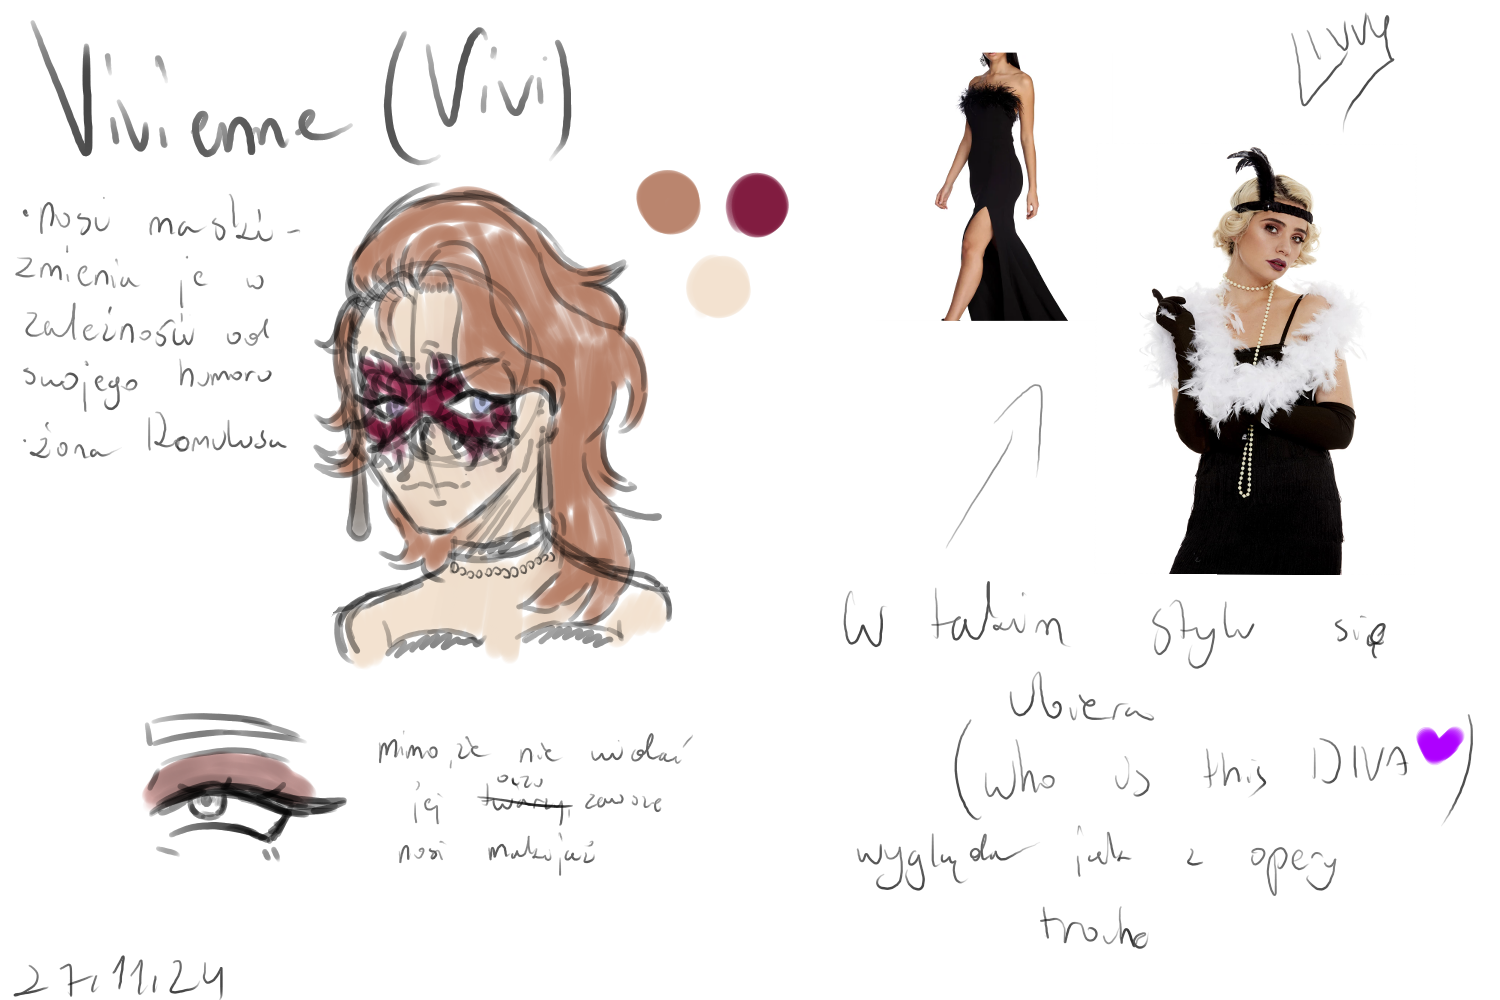 Vivienne (Vivi)
Livvy
• nosi maski -
zmienia je w
zależności od
swojego humoru
• żona Romulusa
W takim stylu się
ubiera
(who is this DIVA 💜)
wygląda jak z opery
trochę
mimo, że nie widać
oczu
jej twarzy, zawsze
nosi makijaż
27.11.24